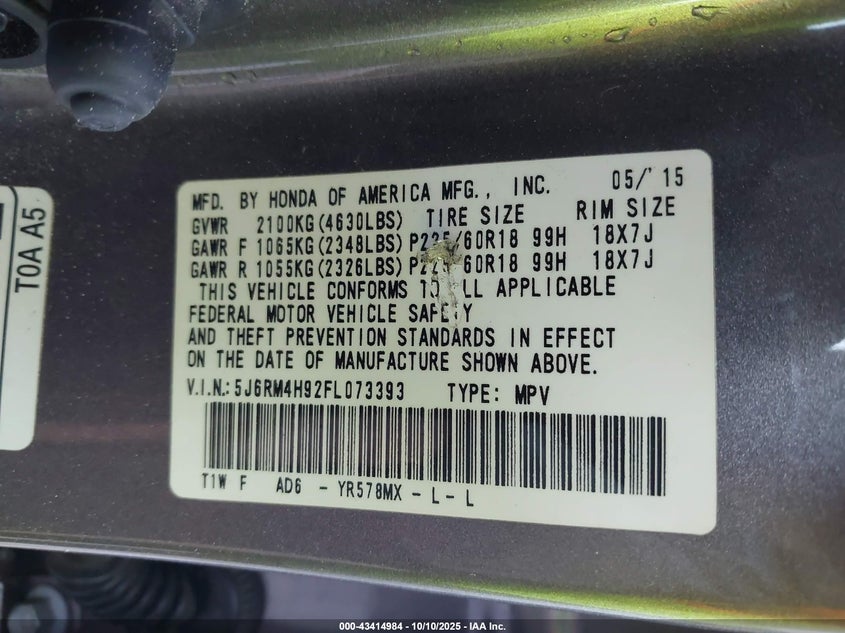 MFD. BY HONDA OF AMERICA MFG., INC. 05/'15
GVWR 2100KG(4630LBS) TIRE SIZE RIM SIZE
GAWR F 1065KG(2348LBS) P225/60R18 99H 18X7J
GAWR R 1055KG(2326LBS) 60R18 99H 18X7J
THIS VEHICLE CONFORMS APPLICABLE
FEDERAL MOTOR VEHICLE
AND THEFT PREVENTION STANDARDS IN EFFECT
ON THE DATE OF MANUFACTURE SHOWN ABOVE.
V.I.N.:5J6RM4H92FL073393 TYPE: MPV
T1W F AD6 - YR578MX - L - L
T0A A5
000-43414984 - 10/10/2025 - IAA Inc.